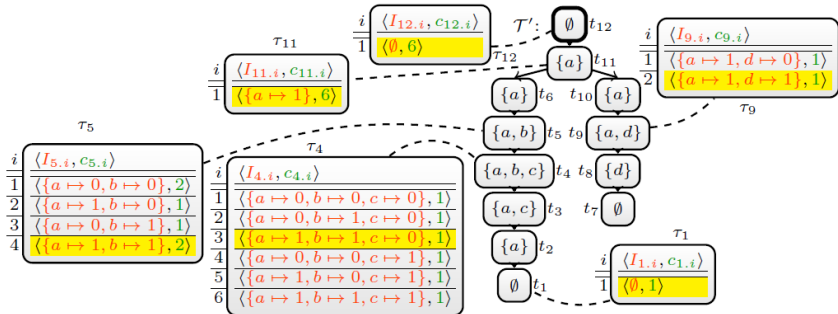 𝒯′: ∅ t₁₂
τ₁₂
i ⟨I₁₂.ᵢ, c₁₂.ᵢ⟩
1 ⟨∅, 6⟩
τ₁₁
i ⟨I₁₁.ᵢ, c₁₁.ᵢ⟩
1 ⟨{a ↦ 1}, 6⟩
{a} t₁₁
{a} t₆
t₁₀ {a}
{a, b} t₅
t₉ {a, d}
{a, b, c} t₄
t₈ {d}
{a, c} t₃
t₇ ∅
{a} t₂
∅ t₁
i ⟨I₉.ᵢ, c₉.ᵢ⟩
1 ⟨{a ↦ 1, d ↦ 0}, 1⟩
2 ⟨{a ↦ 1, d ↦ 1}, 1⟩
τ₉
τ₅
i ⟨I₅.ᵢ, c₅.ᵢ⟩
1 ⟨{a ↦ 0, b ↦ 0}, 2⟩
2 ⟨{a ↦ 1, b ↦ 0}, 1⟩
3 ⟨{a ↦ 0, b ↦ 1}, 1⟩
4 ⟨{a ↦ 1, b ↦ 1}, 2⟩
τ₄
i ⟨I₄.ᵢ, c₄.ᵢ⟩
1 ⟨{a ↦ 0, b ↦ 0, c ↦ 0}, 1⟩
2 ⟨{a ↦ 0, b ↦ 1, c ↦ 0}, 1⟩
3 ⟨{a ↦ 1, b ↦ 1, c ↦ 0}, 1⟩
4 ⟨{a ↦ 0, b ↦ 0, c ↦ 1}, 1⟩
5 ⟨{a ↦ 1, b ↦ 0, c ↦ 1}, 1⟩
6 ⟨{a ↦ 1, b ↦ 1, c ↦ 1}, 1⟩
τ₁
i ⟨I₁.ᵢ, c₁.ᵢ⟩
1 ⟨∅, 1⟩